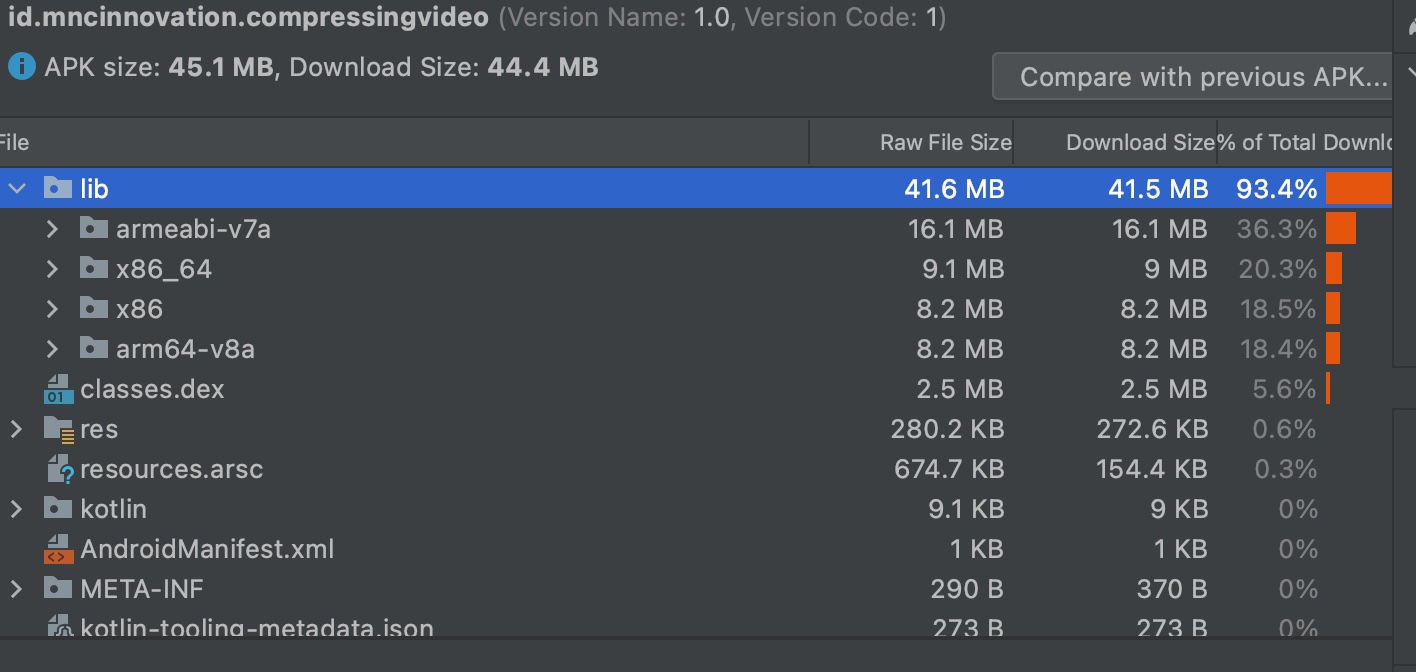 id.mncinnovation.compressingvideo (Version Name: 1.0, Version Code: 1)
APK size: 45.1 MB, Download Size: 44.4 MB
Compare with previous APK...
File Raw File Size Download Size % of Total Downlo
lib 41.6 MB 41.5 MB 93.4%
armeabi-v7a 16.1 MB 16.1 MB 36.3%
x86_64 9.1 MB 9 MB 20.3%
x86 8.2 MB 8.2 MB 18.5%
arm64-v8a 8.2 MB 8.2 MB 18.4%
classes.dex 2.5 MB 2.5 MB 5.6%
res 280.2 KB 272.6 KB 0.6%
resources.arsc 674.7 KB 154.4 KB 0.3%
kotlin 9.1 KB 9 KB 0%
AndroidManifest.xml 1 KB 1 KB 0%
META-INF 290 B 370 B 0%
kotlin-tooling-metadata.json 273 B 273 B 0%